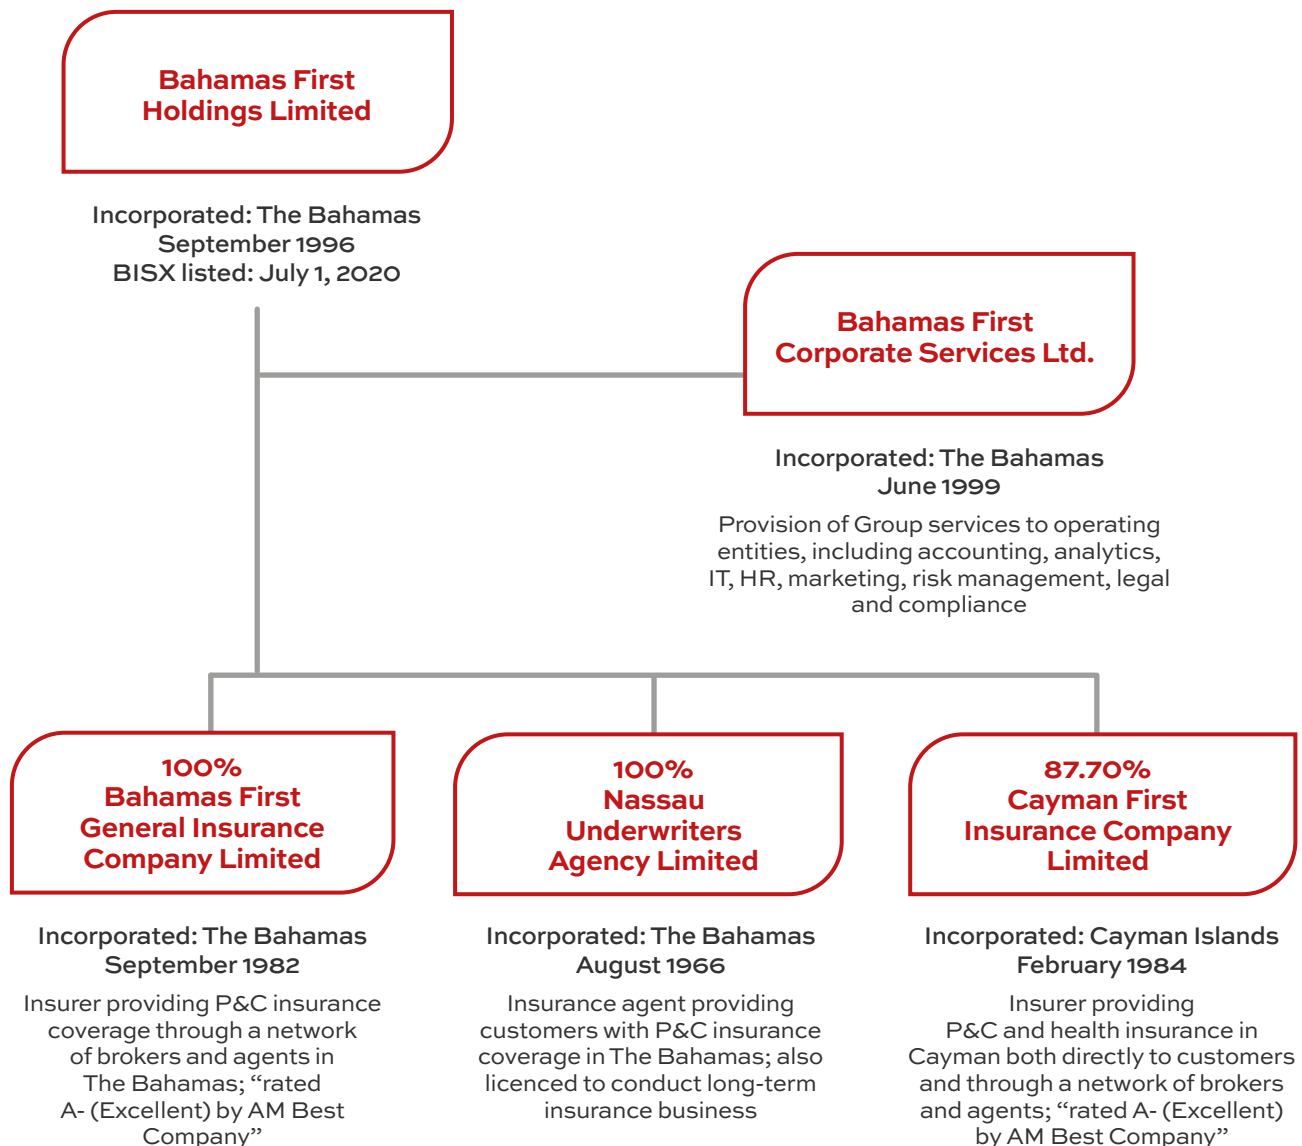 Bahamas First
Holdings Limited
Incorporated: The Bahamas
September 1996
BISX listed: July 1, 2020
Bahamas First
Corporate Services Ltd.
Incorporated: The Bahamas
June 1999
Provision of Group services to operating
entities, including accounting, analytics,
IT, HR, marketing, risk management, legal
and compliance
100%
Bahamas First
General Insurance
Company Limited
Incorporated: The Bahamas
September 1982
Insurer providing P&C insurance
coverage through a network
of brokers and agents in
The Bahamas; “rated
A- (Excellent) by AM Best
Company”
100%
Nassau
Underwriters
Agency Limited
Incorporated: The Bahamas
August 1966
Insurance agent providing
customers with P&C insurance
coverage in The Bahamas; also
licenced to conduct long-term
insurance business
87.70%
Cayman First
Insurance Company
Limited
Incorporated: Cayman Islands
February 1984
Insurer providing
P&C and health insurance in
Cayman both directly to customers
and through a network of brokers
and agents; “rated A- (Excellent)
by AM Best Company”